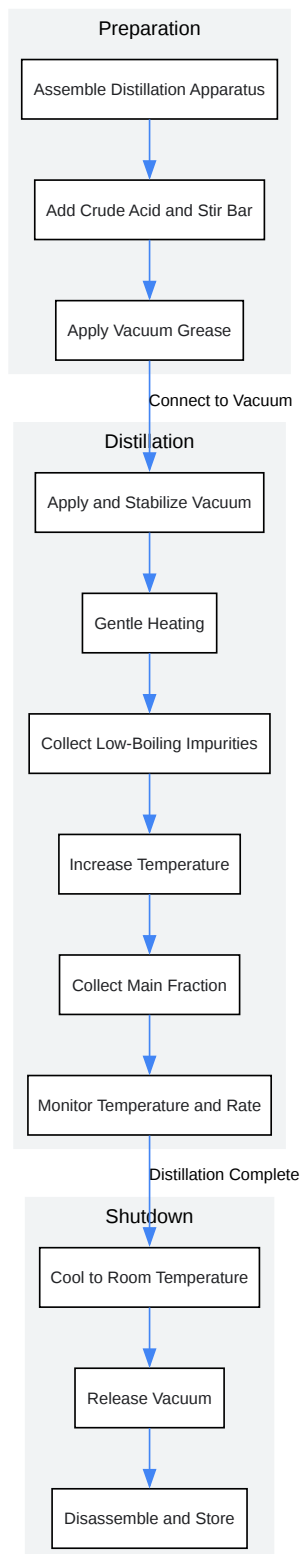 Preparation
Assemble Distillation Apparatus
Add Crude Acid and Stir Bar
Apply Vacuum Grease
Connect to Vacuum
Distillation
Apply and Stabilize Vacuum
Gentle Heating
Collect Low-Boiling Impurities
Increase Temperature
Collect Main Fraction
Monitor Temperature and Rate
Distillation Complete
Shutdown
Cool to Room Temperature
Release Vacuum
Disassemble and Store